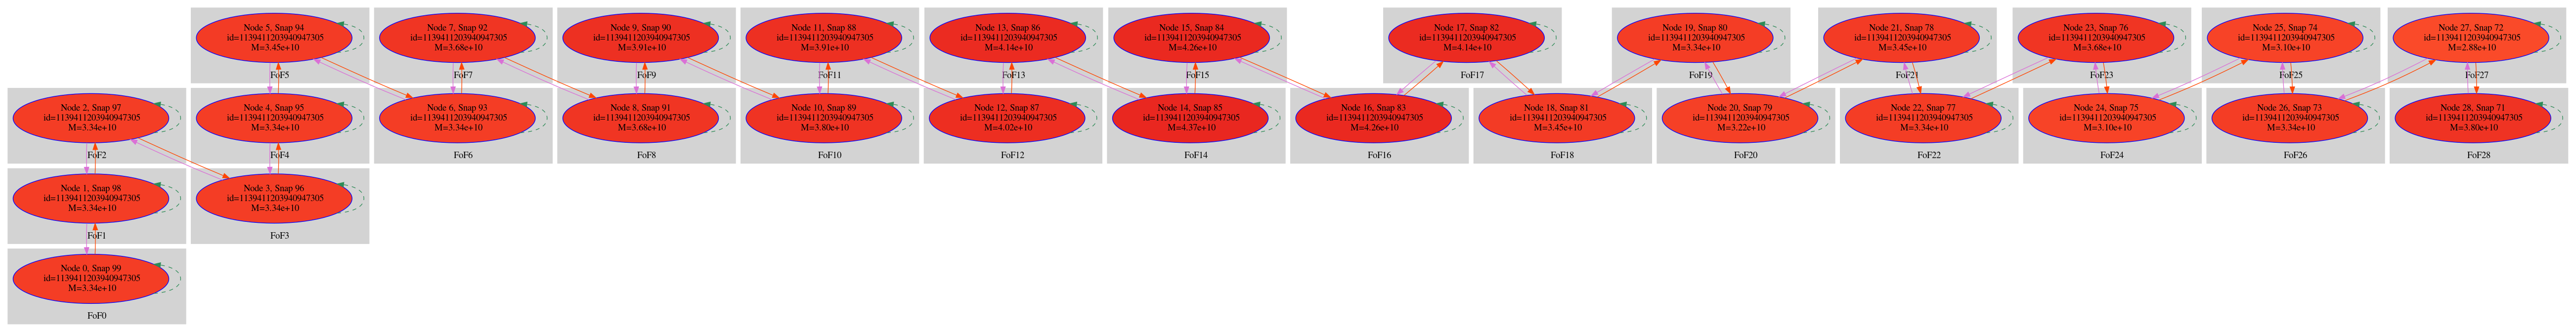 Node 5, Snap 94
id=1139411203940947305
M=3.45e+10
FoF5
Node 7, Snap 92
id=1139411203940947305
M=3.68e+10
FoF7
Node 9, Snap 90
id=1139411203940947305
M=3.91e+10
FoF9
Node 11, Snap 88
id=1139411203940947305
M=3.91e+10
FoF11
Node 13, Snap 86
id=1139411203940947305
M=4.14e+10
FoF13
Node 15, Snap 84
id=1139411203940947305
M=4.26e+10
FoF15
Node 17, Snap 82
id=1139411203940947305
M=4.14e+10
FoF17
Node 19, Snap 80
id=1139411203940947305
M=3.34e+10
FoF19
Node 21, Snap 78
id=1139411203940947305
M=3.45e+10
FoF21
Node 23, Snap 76
id=1139411203940947305
M=3.68e+10
FoF23
Node 25, Snap 74
id=1139411203940947305
M=3.10e+10
FoF25
Node 27, Snap 72
id=1139411203940947305
M=2.88e+10
FoF27
Node 2, Snap 97
id=1139411203940947305
M=3.34e+10
FoF2
Node 4, Snap 95
id=1139411203940947305
M=3.34e+10
FoF4
Node 6, Snap 93
id=1139411203940947305
M=3.34e+10
FoF6
Node 8, Snap 91
id=1139411203940947305
M=3.68e+10
FoF8
Node 10, Snap 89
id=1139411203940947305
M=3.80e+10
FoF10
Node 12, Snap 87
id=1139411203940947305
M=4.02e+10
FoF12
Node 14, Snap 85
id=1139411203940947305
M=4.37e+10
FoF14
Node 16, Snap 83
id=1139411203940947305
M=4.26e+10
FoF16
Node 18, Snap 81
id=1139411203940947305
M=3.45e+10
FoF18
Node 20, Snap 79
id=1139411203940947305
M=3.22e+10
FoF20
Node 22, Snap 77
id=1139411203940947305
M=3.34e+10
FoF22
Node 24, Snap 75
id=1139411203940947305
M=3.10e+10
FoF24
Node 26, Snap 73
id=1139411203940947305
M=3.34e+10
FoF26
Node 28, Snap 71
id=1139411203940947305
M=3.80e+10
FoF28
Node 1, Snap 98
id=1139411203940947305
M=3.34e+10
FoF1
Node 3, Snap 96
id=1139411203940947305
M=3.34e+10
FoF3
Node 0, Snap 99
id=1139411203940947305
M=3.34e+10
FoF0